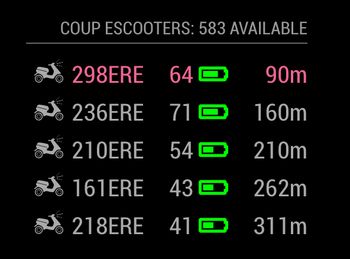 COUP ESCOOTERS: 583 AVAILABLE
298ERE 64 90m
236ERE 71 160m
210ERE 54 210m
161ERE 43 262m
218ERE 41 311m